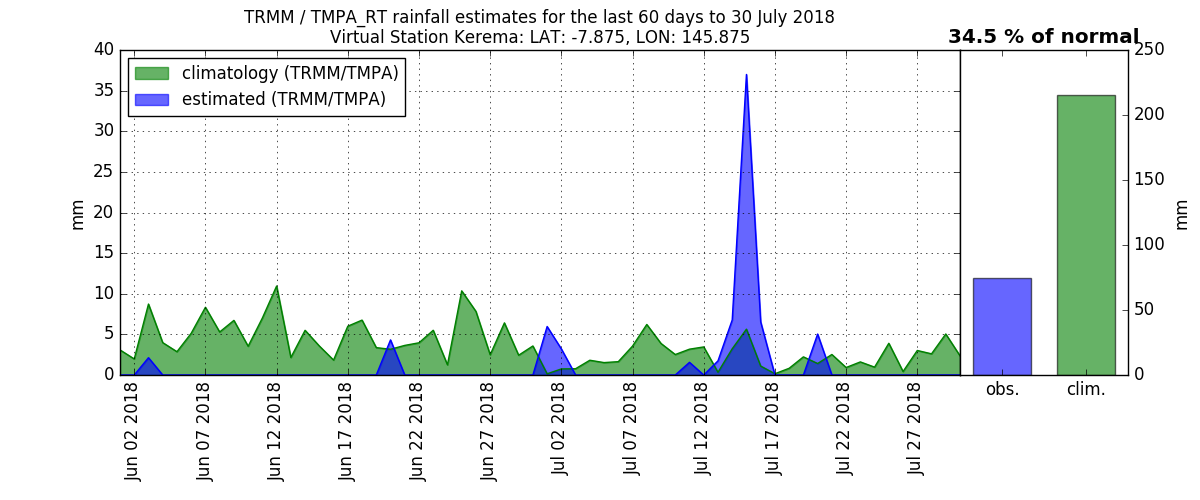 TRMM / TMPA_RT rainfall estimates for the last 60 days to 30 July 2018
Virtual Station Kerema: LAT: -7.875, LON: 145.875
34.5 % of normal
climatology (TRMM/TMPA)
estimated (TRMM/TMPA)
mm
40
35
30
25
20
15
10
5
0
Jun 02 2018
Jun 07 2018
Jun 12 2018
Jun 17 2018
Jun 22 2018
Jun 27 2018
Jul 02 2018
Jul 07 2018
Jul 12 2018
Jul 17 2018
Jul 22 2018
Jul 27 2018
250
200
150
100
50
0
mm
obs.
clim.